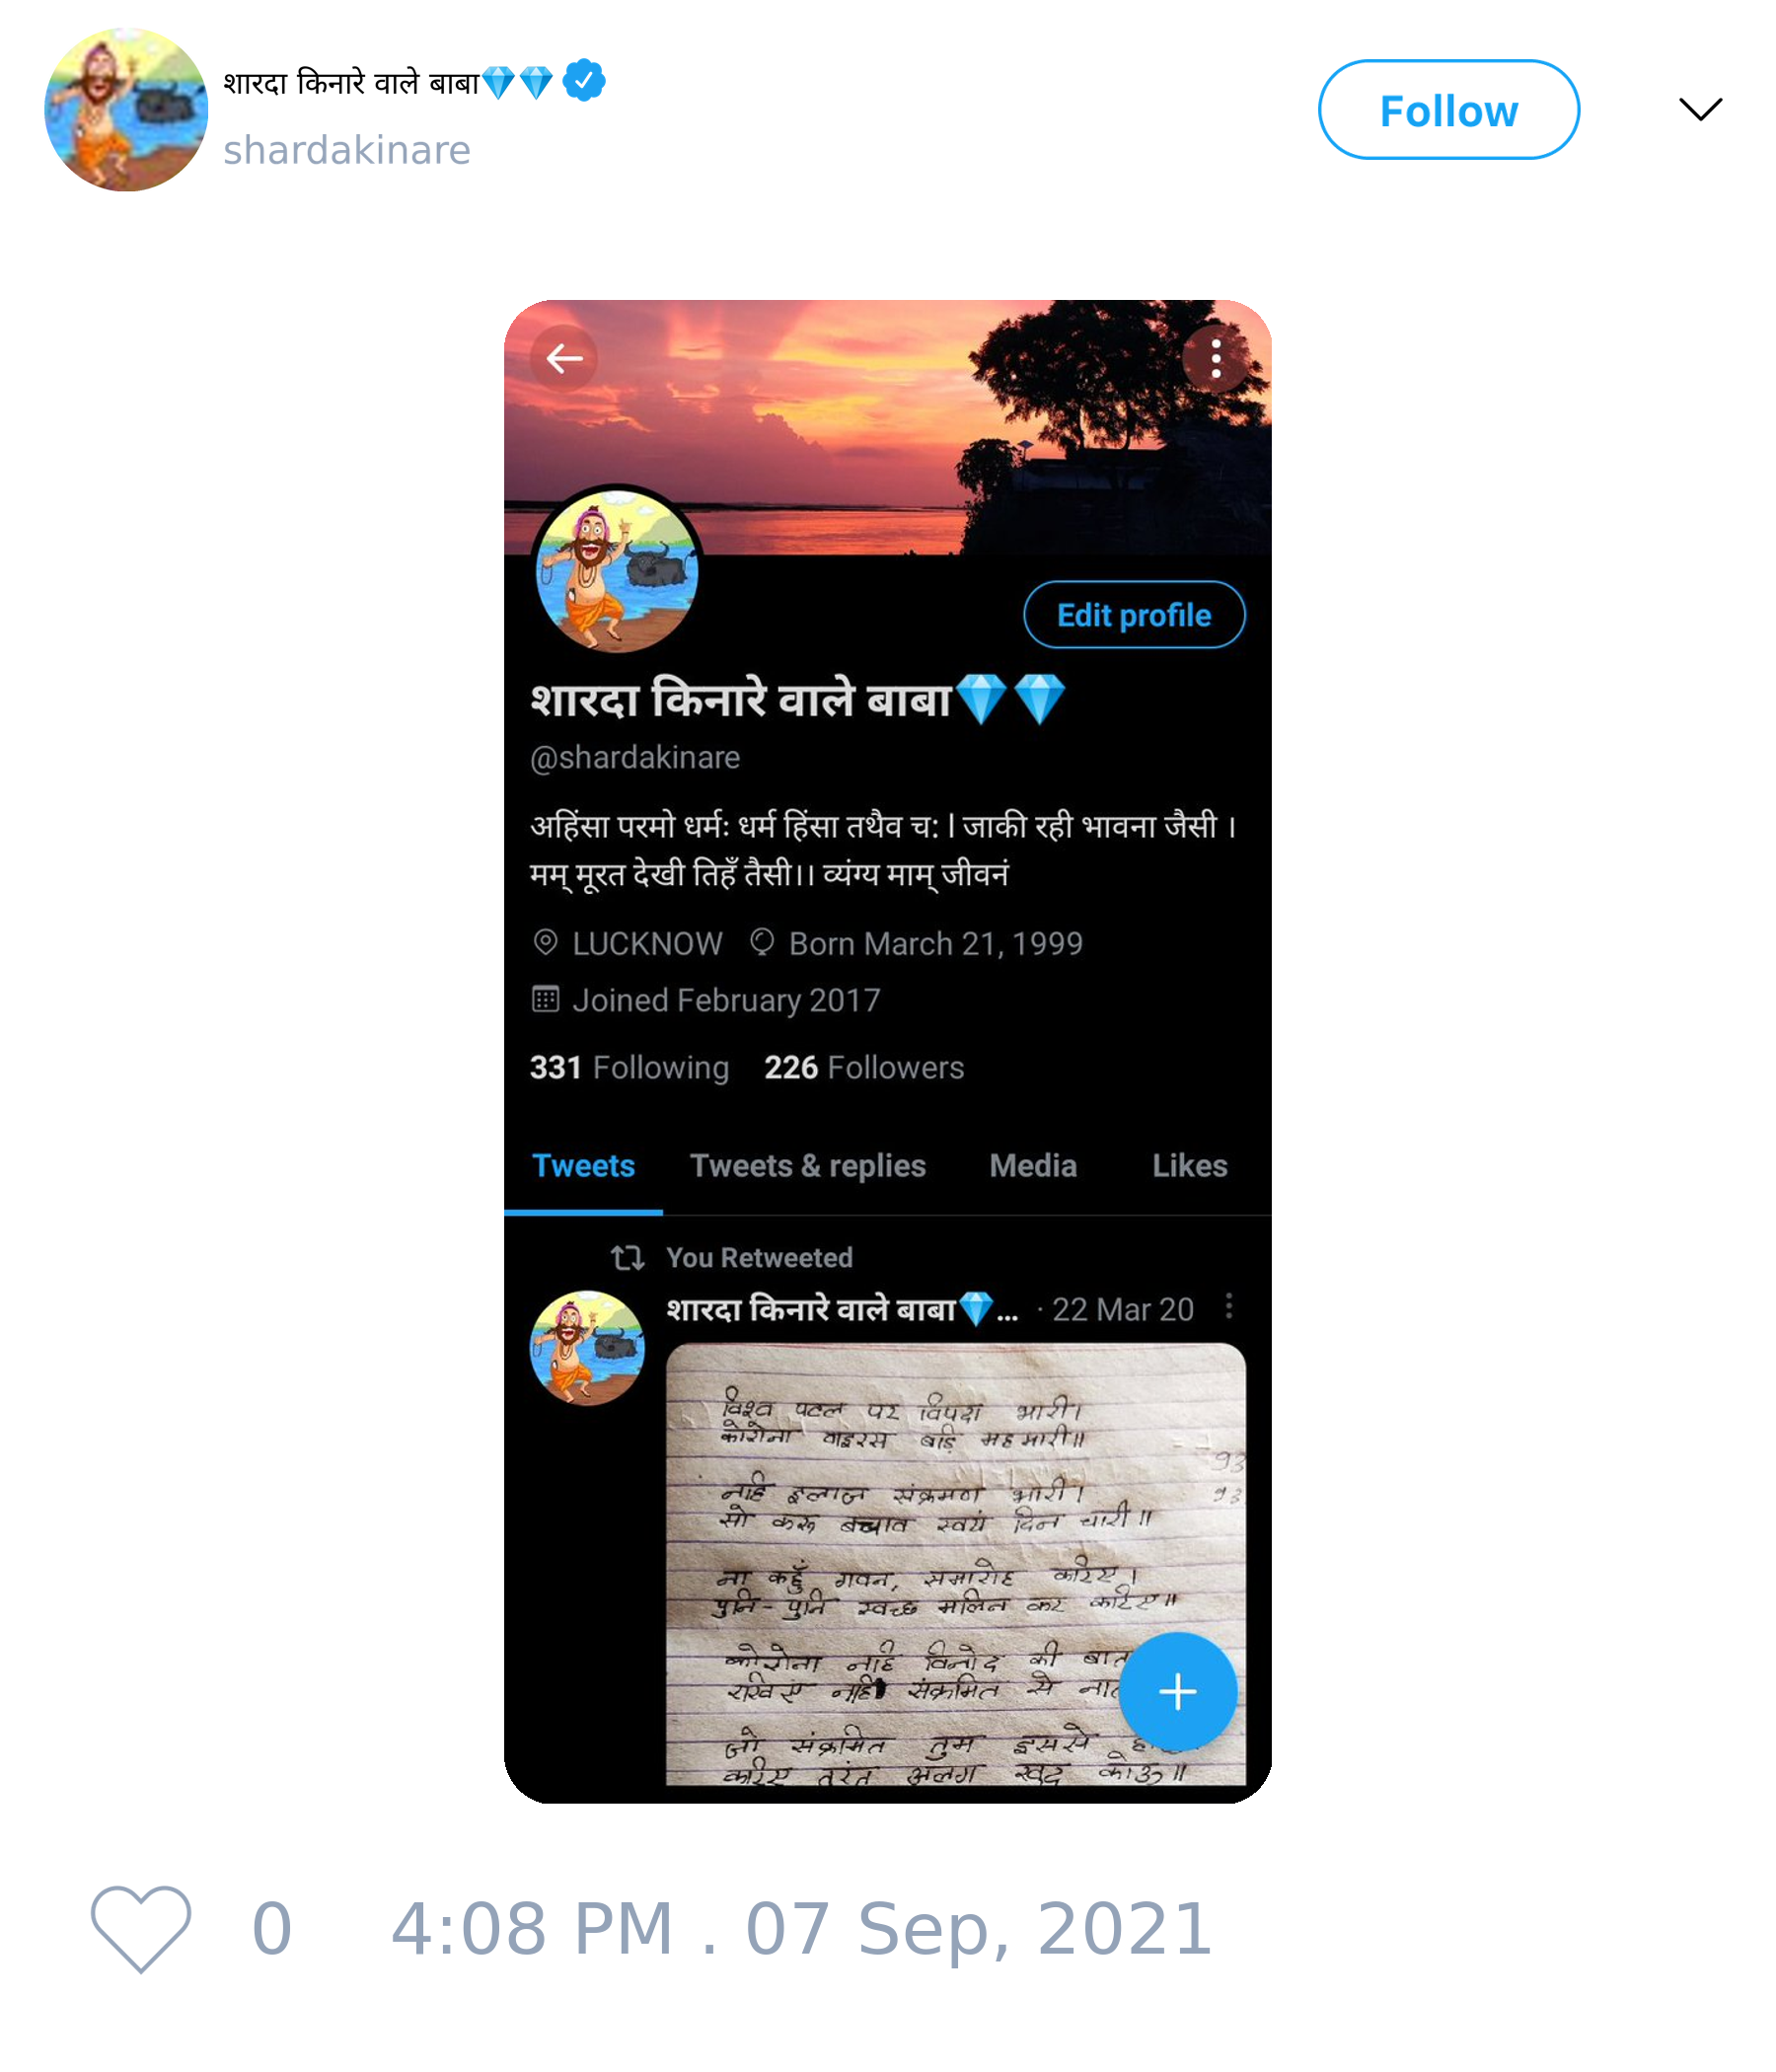 शारदा किनारे वाले बाबा💎💎
shardakinare
Follow
शारदा किनारे वाले बाबा💎💎
Edit profile
@shardakinare
अहिंसा परमो धर्मः धर्म हिंसा तथैव च: l जाकी रही भावना जैसी ।
मम् मूरत देखी तिहँ तैसी।। व्यंग्य माम् जीवनं
LUCKNOW Born March 21, 1999
Joined February 2017
331 Following 226 Followers
Tweets Tweets & replies Media Likes
You Retweeted
शारदा किनारे वाले बाबा💎... · 22 Mar 20
विश्व पटल पर विपदा भारी।
कोरोना वाइरस बड़ि महमारी॥
93
नाहि इलाज संक्रमण भारी।
93
सो करू बचाव स्वयं दिन चारी॥
ना कहुँ गवन, समारोह करिए।
पुनि-पुनि स्वच्छ मलिन कर करिए॥
कोरोना नाहि विनोद की बात
रखिए नाहि संक्रमित से
जो संक्रमित तुम इससे
करिए तुरंत अलग खुद कोऊ॥
0 4:08 PM . 07 Sep, 2021